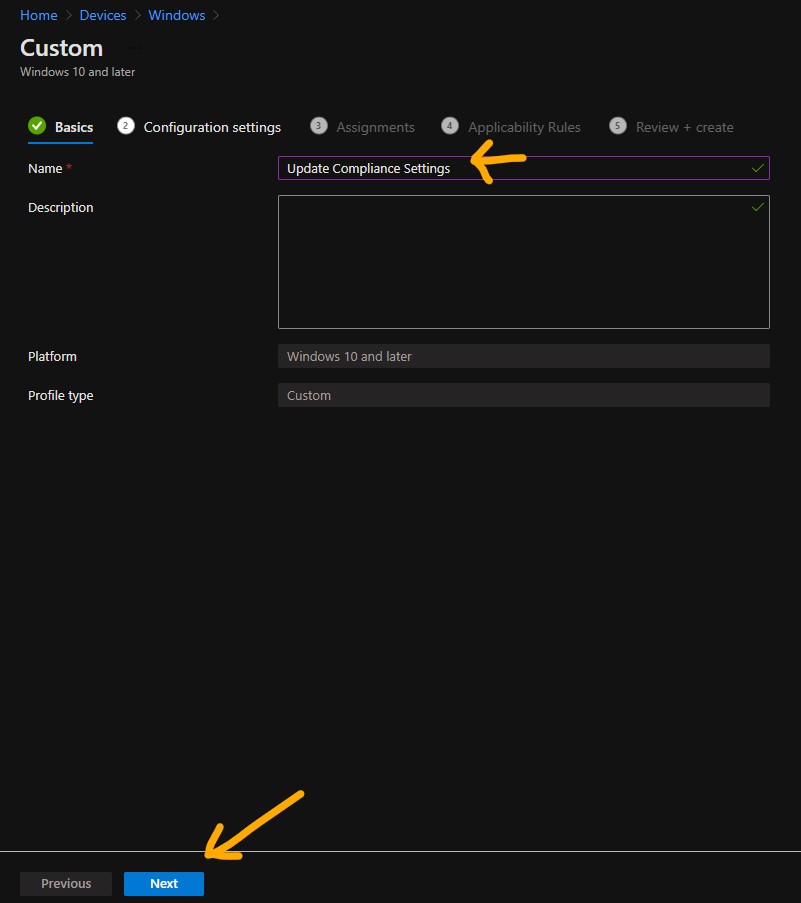 Home > Devices > Windows >
Custom ...
Windows 10 and later
Basics 2 Configuration settings 3 Assignments 4 Applicability Rules 5 Review + create
Name * Update Compliance Settings
Description
Platform Windows 10 and later
Profile type Custom
Previous Next